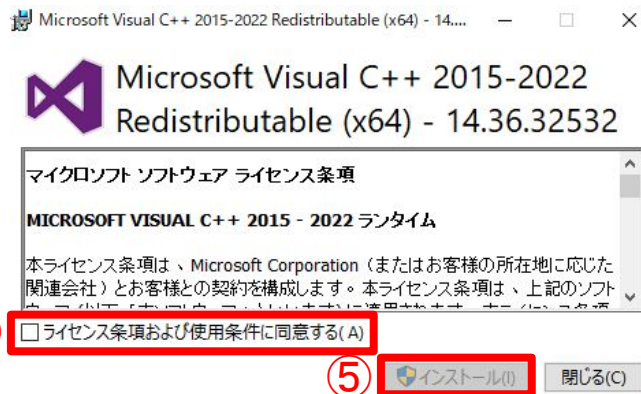 Microsoft Visual C++ 2015-2022 Redistributable (x64) - 14....
Microsoft Visual C++ 2015-2022
Redistributable (x64) - 14.36.32532
マイクロソフト ソフトウェア ライセンス条項
MICROSOFT VISUAL C++ 2015 - 2022 ランタイム
本ライセンス条項は、Microsoft Corporation (またはお客様の所在地に応じた
関連会社) とお客様との契約を構成します。本ライセンス条項は、上記のソフト
ライセンス条項および使用条件に同意する(A)
⑤ インストール(I) 閉じる(C)